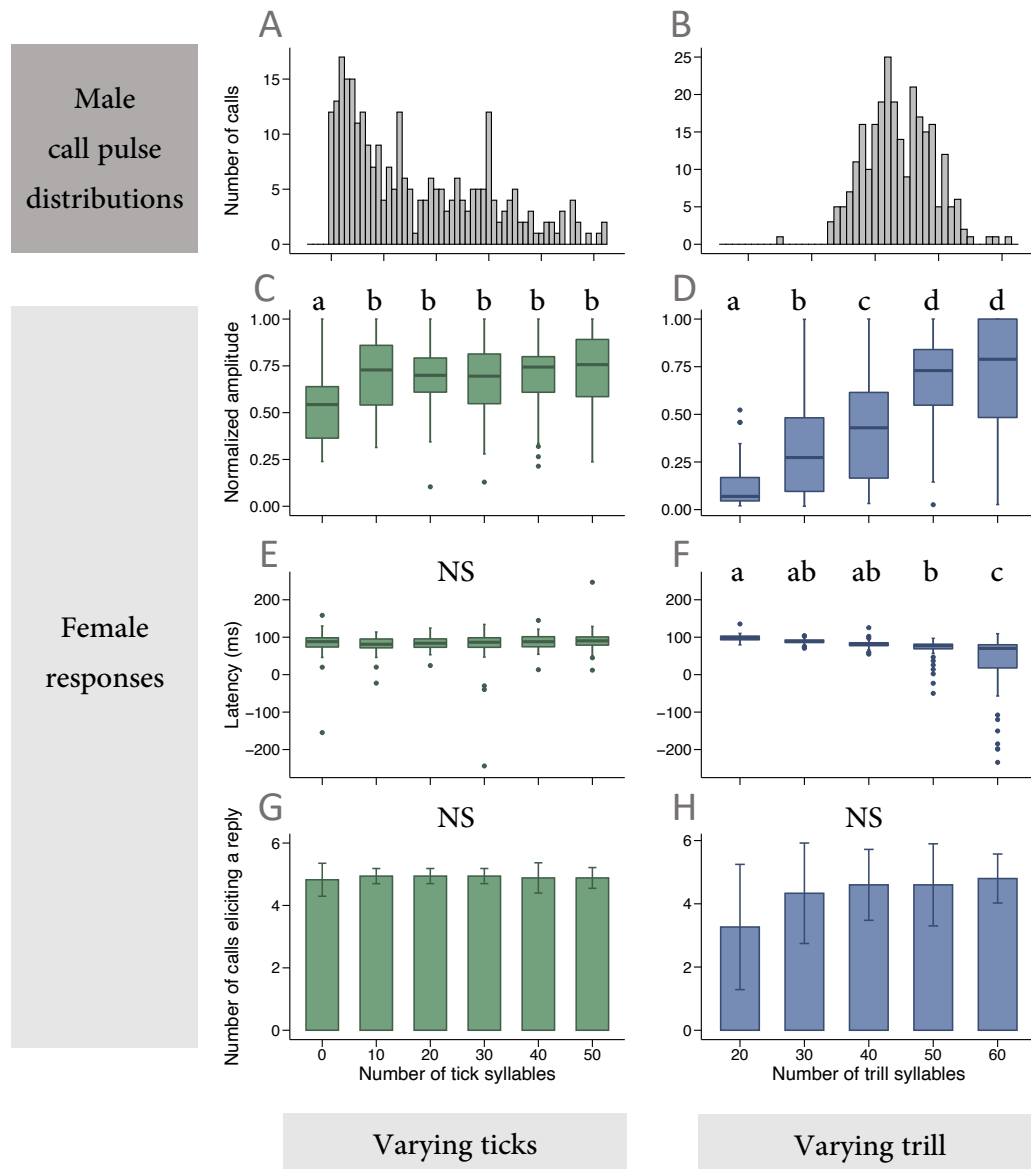 A
B
Male
call pulse
distributions
Number of calls
15
10
5
0
25
20
15
10
5
0
C
a b b b b b
D
a b c d d
Normalized amplitude
1.00
0.75
0.50
0.25
0.00
1.00
0.75
0.50
0.25
0.00
Female
responses
E
NS
F
a ab ab b c
Latency (ms)
200
100
0
−100
−200
200
100
0
−100
−200
G
NS
H
NS
Number of calls eliciting a reply
6
4
2
0
6
4
2
0
0 10 20 30 40 50
20 30 40 50 60
Number of tick syllables
Number of trill syllables
Varying ticks
Varying trill